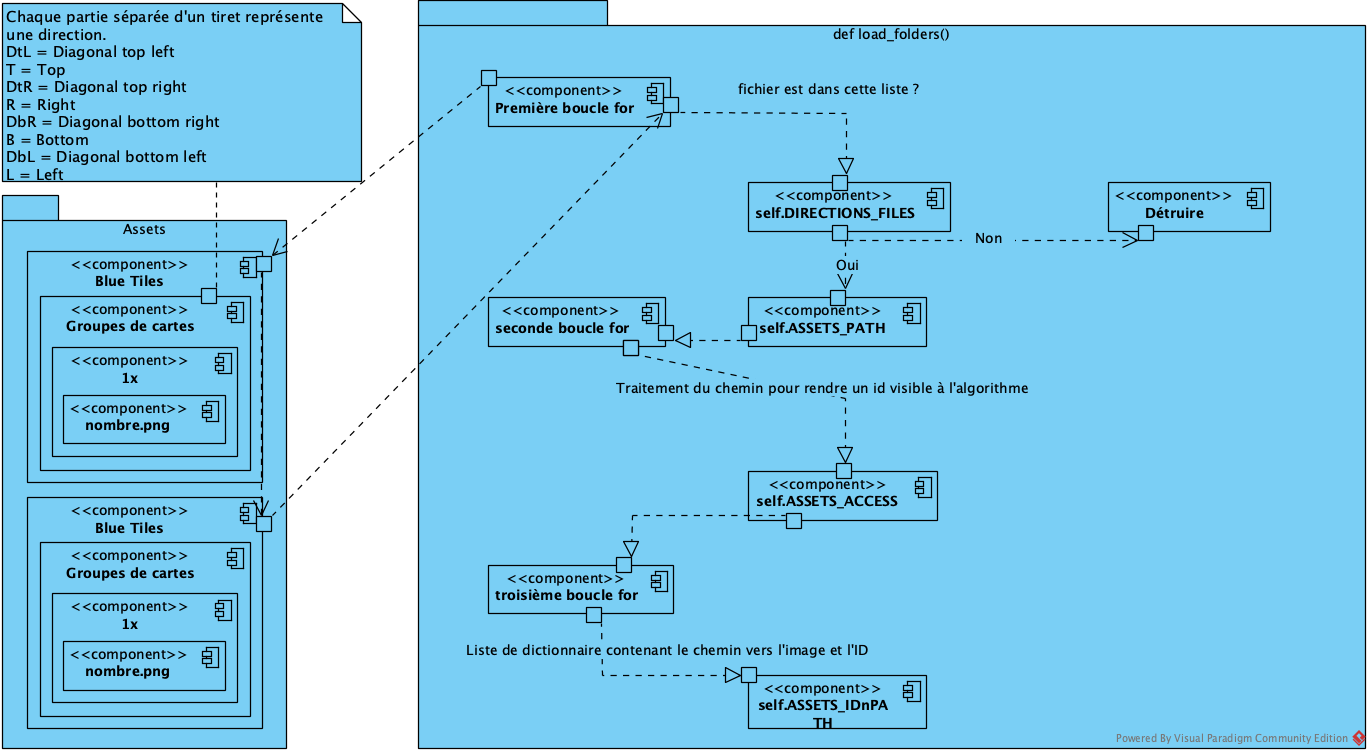 Chaque partie séparée d'un tiret représente
une direction.
DtL = Diagonal top left
T = Top
DtR = Diagonal top right
R = Right
DbR = Diagonal bottom right
B = Bottom
DbL = Diagonal bottom left
L = Left
Assets
<<component>>
Blue Tiles
<<component>>
Groupes de cartes
<<component>>
1x
<<component>>
nombre.png
<<component>>
Blue Tiles
<<component>>
Groupes de cartes
<<component>>
1x
<<component>>
nombre.png
def load_folders()
<<component>>
Première boucle for
fichier est dans cette liste ?
<<component>>
self.DIRECTIONS_FILES
<<component>>
Détruire
Non
Oui
<<component>>
seconde boucle for
<<component>>
self.ASSETS_PATH
Traitement du chemin pour rendre un id visible à l'algorithme
<<component>>
self.ASSETS_ACCESS
<<component>>
troisième boucle for
Liste de dictionnaire contenant le chemin vers l'image et l'ID
<<component>>
self.ASSETS_IDnPA
TH
Powered By Visual Paradigm Community Edition